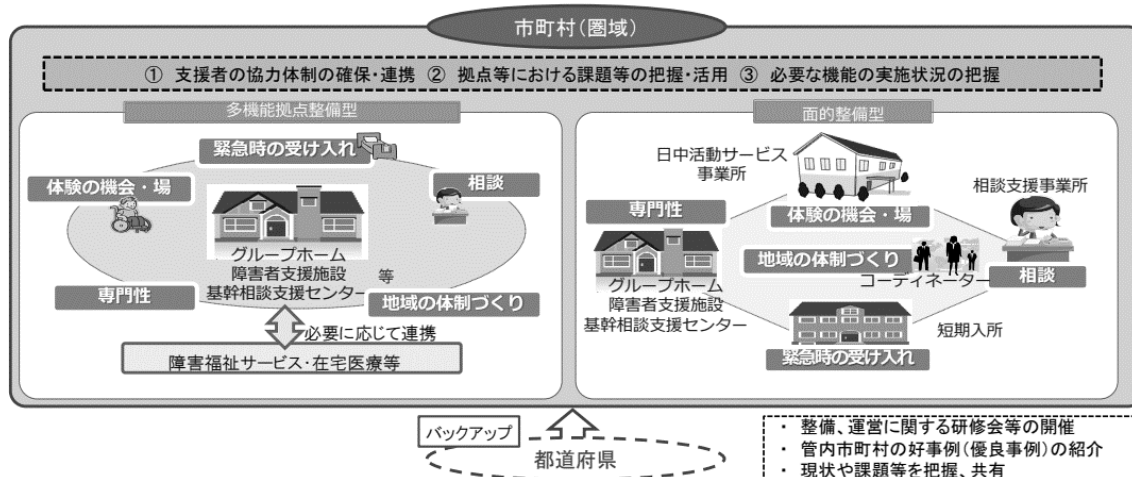 市町村(圏域)
① 支援者の協力体制の確保・連携 ② 拠点等における課題等の把握・活用 ③ 必要な機能の実施状況の把握
多機能拠点整備型
緊急時の受け入れ
体験の機会・場
相談
グループホーム
障害者支援施設
基幹相談支援センター
等
専門性
地域の体制づくり
必要に応じて連携
障害福祉サービス・在宅医療等
面的整備型
日中活動サービス
事業所
相談支援事業所
専門性
体験の機会・場
地域の体制づくり
コーディネーター
相談
グループホーム
障害者支援施設
基幹相談支援センター
短期入所
緊急時の受け入れ
バックアップ
都道府県
・ 整備、運営に関する研修会等の開催
・ 管内市町村の好事例(優良事例)の紹介
・ 現状や課題等を把握、共有